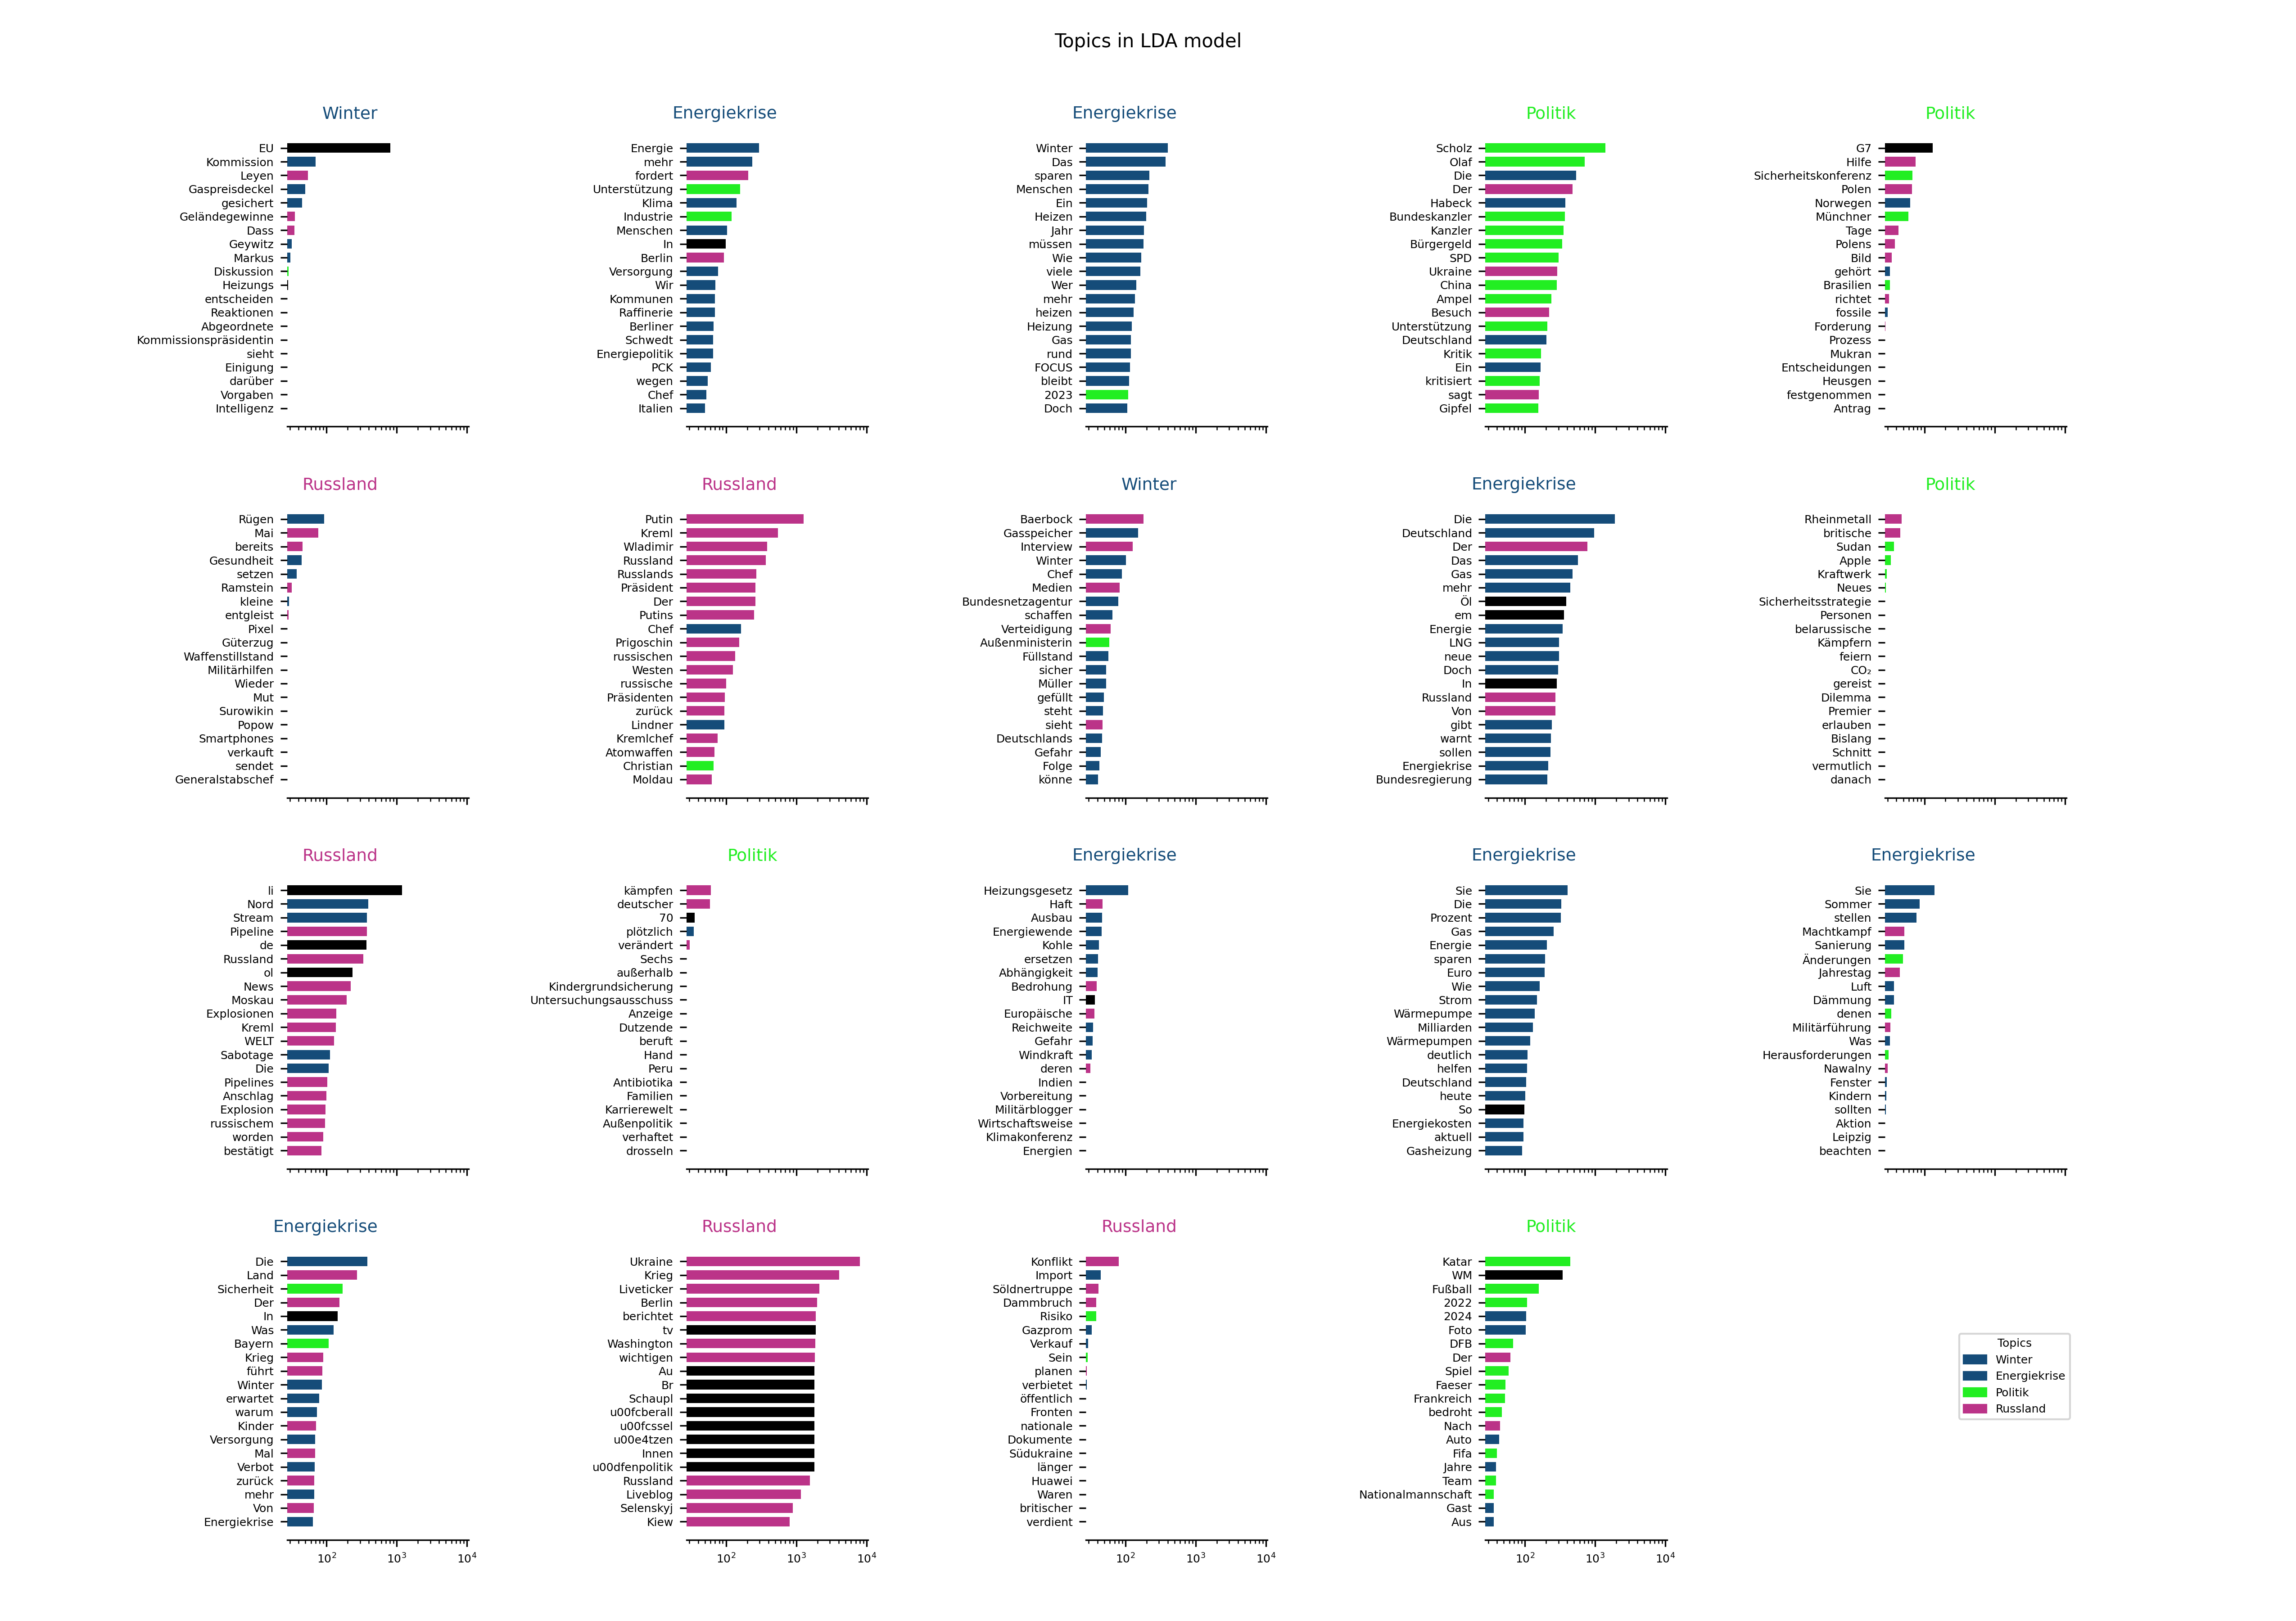 Topics in LDA model
Winter
EU
Kommission
Leyen
Gaspreisdeckel
gesichert
Geländegewinne
Dass
Geywitz
Markus
Diskussion
Heizungs
entscheiden
Reaktionen
Abgeordnete
Kommissionspräsidentin
sieht
Einigung
darüber
Vorgaben
Intelligenz
Energiekrise
Energie
mehr
fordert
Unterstützung
Klima
Industrie
Menschen
In
Berlin
Versorgung
Wir
Kommunen
Raffinerie
Berliner
Schwedt
Energiepolitik
PCK
wegen
Chef
Italien
Energiekrise
Winter
Das
sparen
Menschen
Ein
Heizen
Jahr
müssen
Wie
viele
Wer
mehr
heizen
Heizung
Gas
rund
FOCUS
bleibt
2023
Doch
Politik
Scholz
Olaf
Die
Der
Habeck
Bundeskanzler
Kanzler
Bürgergeld
SPD
Ukraine
China
Ampel
Besuch
Unterstützung
Deutschland
Kritik
Ein
kritisiert
sagt
Gipfel
Politik
G7
Hilfe
Sicherheitskonferenz
Polen
Norwegen
Münchner
Tage
Polens
Bild
gehört
Brasilien
richtet
fossile
Forderung
Prozess
Mukran
Entscheidungen
Heusgen
festgenommen
Antrag
Russland
Rügen
Mai
bereits
Gesundheit
setzen
Ramstein
kleine
entgleist
Pixel
Güterzug
Waffenstillstand
Militärhilfen
Wieder
Mut
Surowikin
Popow
Smartphones
verkauft
sendet
Generalstabschef
Russland
Putin
Kreml
Wladimir
Russland
Russlands
Präsident
Der
Putins
Chef
Prigoschin
russischen
Westen
russische
Präsidenten
zurück
Lindner
Kremlchef
Atomwaffen
Christian
Moldau
Winter
Baerbock
Gasspeicher
Interview
Winter
Chef
Medien
Bundesnetzagentur
schaffen
Verteidigung
Außenministerin
Füllstand
sicher
Müller
gefüllt
steht
sieht
Deutschlands
Gefahr
Folge
könne
Energiekrise
Die
Deutschland
Der
Das
Gas
mehr
Öl
em
Energie
LNG
neue
Doch
In
Russland
Von
gibt
warnt
sollen
Energiekrise
Bundesregierung
Politik
Rheinmetall
britische
Sudan
Apple
Kraftwerk
Neues
Sicherheitsstrategie
Personen
belarussische
Kämpfern
feiern
CO₂
gereist
Dilemma
Premier
erlauben
Bislang
Schnitt
vermutlich
danach
Russland
li
Nord
Stream
Pipeline
de
Russland
ol
News
Moskau
Explosionen
Kreml
WELT
Sabotage
Die
Pipelines
Anschlag
Explosion
russischem
worden
bestätigt
Politik
kämpfen
deutscher
70
plötzlich
verändert
Sechs
außerhalb
Kindergrundsicherung
Untersuchungsausschuss
Anzeige
Dutzende
beruft
Hand
Peru
Antibiotika
Familien
Karrierewelt
Außenpolitik
verhaftet
drosseln
Energiekrise
Heizungsgesetz
Haft
Ausbau
Energiewende
Kohle
ersetzen
Abhängigkeit
Bedrohung
IT
Europäische
Reichweite
Gefahr
Windkraft
deren
Indien
Vorbereitung
Militärblogger
Wirtschaftsweise
Klimakonferenz
Energien
Energiekrise
Sie
Die
Prozent
Gas
Energie
sparen
Euro
Wie
Strom
Wärmepumpe
Milliarden
Wärmepumpen
deutlich
helfen
Deutschland
heute
So
Energiekosten
aktuell
Gasheizung
Energiekrise
Sie
Sommer
stellen
Machtkampf
Sanierung
Änderungen
Jahrestag
Luft
Dämmung
denen
Militärführung
Was
Herausforderungen
Nawalny
Fenster
Kindern
sollten
Aktion
Leipzig
beachten
Energiekrise
Die
Land
Sicherheit
Der
In
Was
Bayern
Krieg
führt
Winter
erwartet
warum
Kinder
Versorgung
Mal
Verbot
zurück
mehr
Von
Energiekrise
10² 10³ 10⁴
Russland
Ukraine
Krieg
Liveticker
Berlin
berichtet
tv
Washington
wichtigen
Au
Br
Schaupl
u00fcberall
u00fcssel
u00e4tzen
Innen
u00dfenpolitik
Russland
Liveblog
Selenskyj
Kiew
10² 10³ 10⁴
Russland
Konflikt
Import
Söldnertruppe
Dammbruch
Risiko
Gazprom
Verkauf
Sein
planen
verbietet
öffentlich
Fronten
nationale
Dokumente
Südukraine
länger
Huawei
Waren
britischer
verdient
10² 10³ 10⁴
Politik
Katar
WM
Fußball
2022
2024
Foto
DFB
Der
Spiel
Faeser
Frankreich
bedroht
Nach
Auto
Fifa
Jahre
Team
Nationalmannschaft
Gast
Aus
10² 10³ 10⁴
Topics
Winter
Energiekrise
Politik
Russland